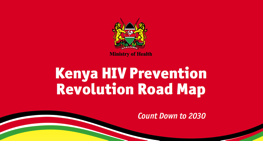 Ministry of Health
Kenya HIV Prevention
Revolution Road Map
Count Down to 2030